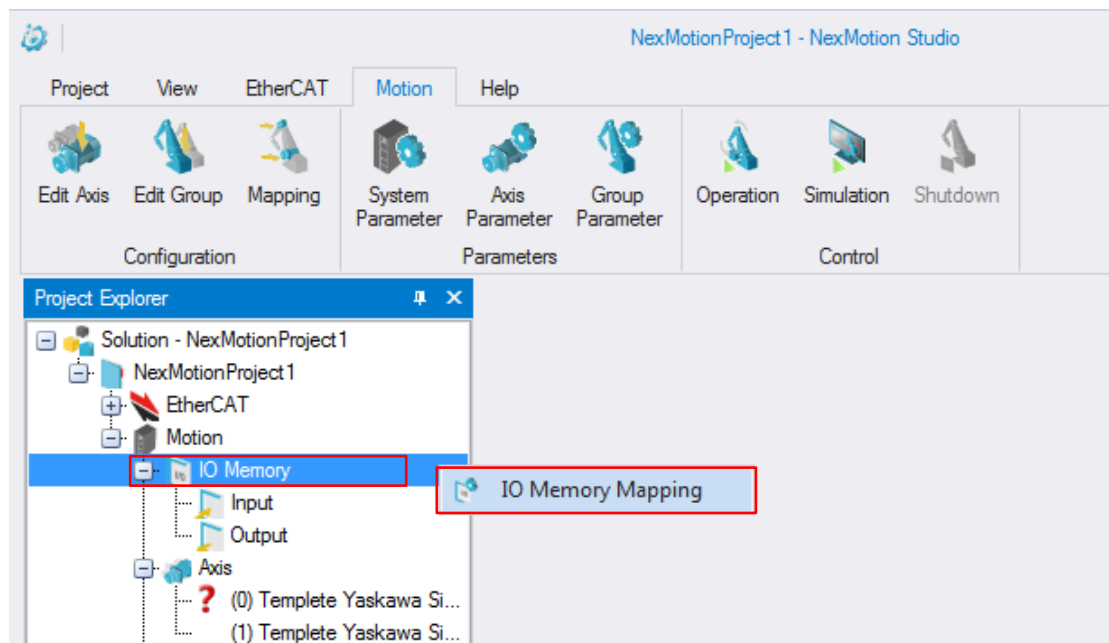 NexMotionProject1 - NexMotion Studio
Project View EtherCAT Motion Help
Edit Axis Edit Group Mapping System Parameter Axis Parameter Group Parameter Operation Simulation Shutdown
Configuration Parameters Control
Project Explorer
Solution - NexMotionProject1
NexMotionProject1
EtherCAT
Motion
I/O IO Memory
IO Memory Mapping
Input
Output
Axis
(0) Templete Yaskawa Si...
(1) Templete Yaskawa Si...